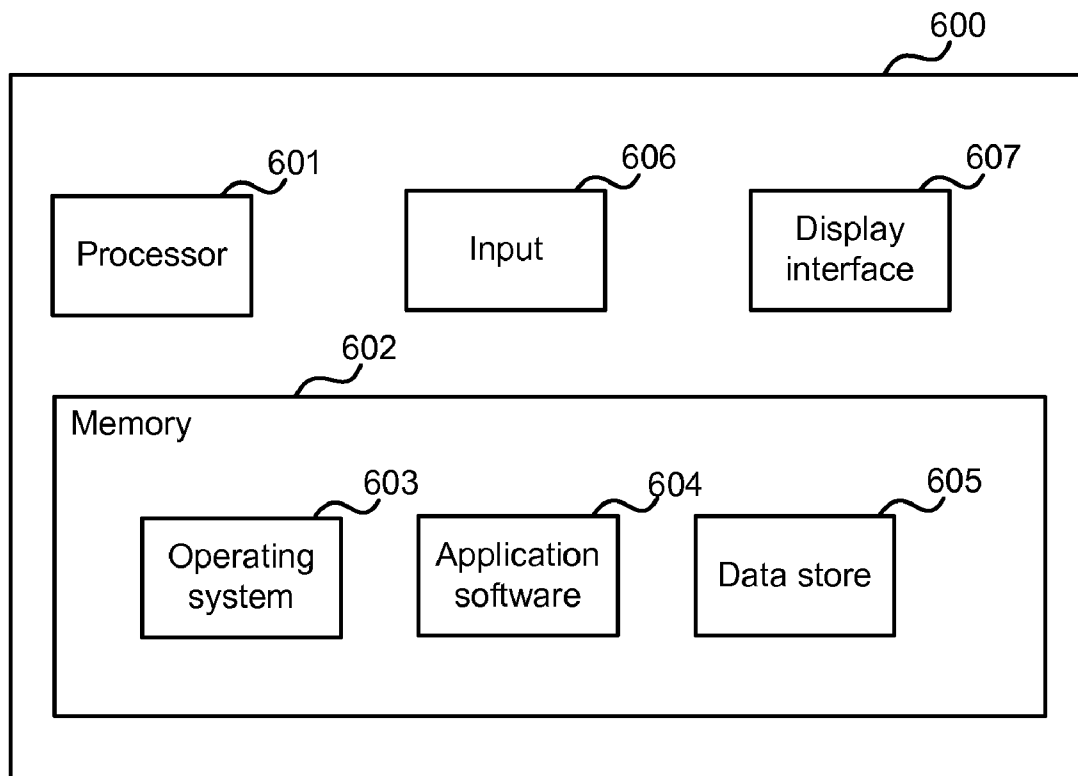 600
601
606
607
Processor
Input
Display
interface
602
Memory
603
604
605
Operating
system
Application
software
Data store